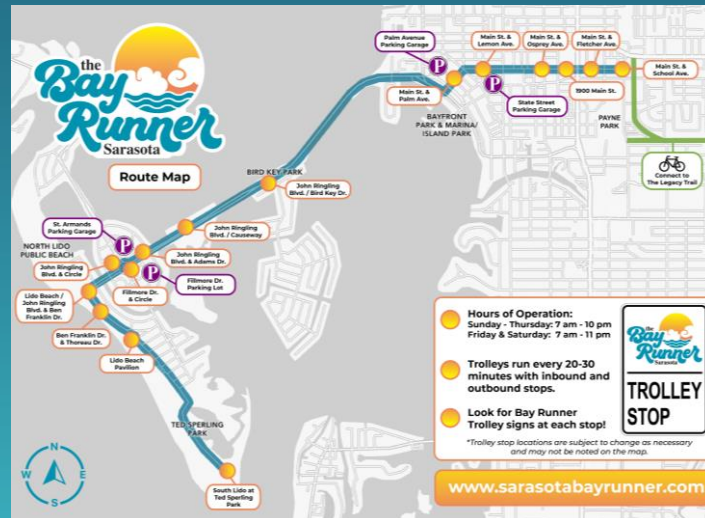 the
Bay
Runner
Sarasota
Route Map
Palm Avenue
Parking Garage
P
Main St. &
Lemon Ave.
Main St. &
Osprey Ave.
Main St. &
Fletcher Ave.
Main St. &
School Ave.
Main St. &
Palm Ave.
P
State Street
Parking Garage
1900 Main St.
BAYFRONT
PARK & MARINA/
ISLAND PARK
PAYNE
PARK
Connect to
The Legacy Trail
BIRD KEY PARK
John Ringling
Blvd. / Bird Key Dr.
St. Armands
Parking Garage
P
John Ringling
Blvd. / Causeway
NORTH LIDO
PUBLIC BEACH
John Ringling
Blvd. & Circle
John Ringling
Blvd. & Adams Dr.
P
Fillmore Dr.
Parking Lot
Fillmore Dr.
& Circle
Lido Beach /
John Ringling
Blvd. & Ben
Franklin Dr.
Ben Franklin Dr.
& Thoreau Dr.
Lido Beach
Pavilion
TED SPERLING
PARK
South Lido at
Ted Sperling
Park
N
W E
S
Hours of Operation:
Sunday - Thursday: 7 am - 10 pm
Friday & Saturday: 7 am - 11 pm
Trolleys run every 20-30
minutes with inbound and
outbound stops.
Look for Bay Runner
Trolley signs at each stop!
the
Bay
Runner
Sarasota
TROLLEY
STOP
*Trolley stop locations are subject to change as necessary
and may not be noted on the map.
www.sarasotabayrunner.com